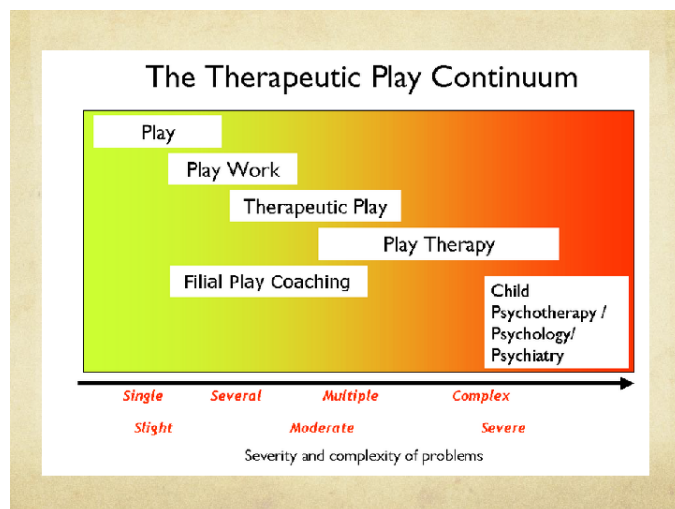 The Therapeutic Play Continuum
Play
Play Work
Therapeutic Play
Play Therapy
Filial Play Coaching
Child
Psychotherapy /
Psychology/
Psychiatry
Single Several Multiple Complex
Slight Moderate Severe
Severity and complexity of problems